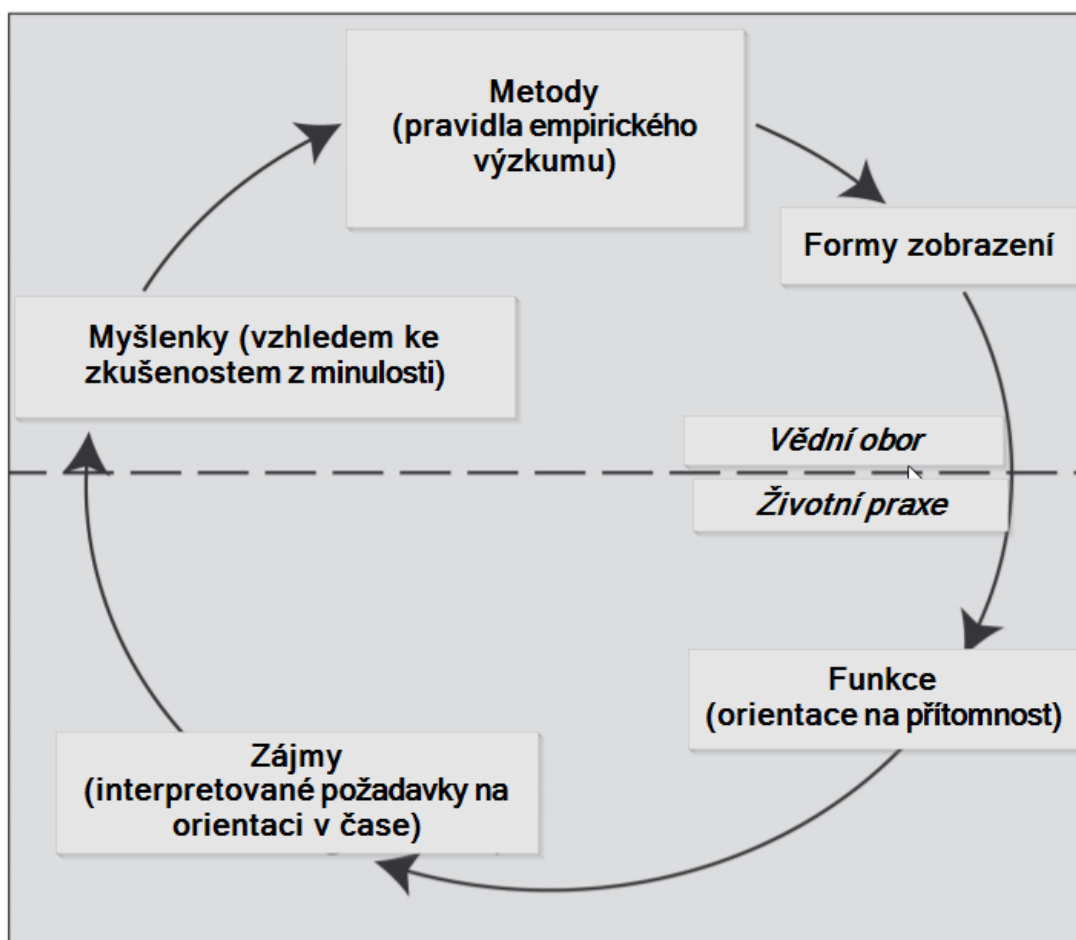 Metody
(pravidla empirického
výzkumu)
Formy zobrazení
Myšlenky (vzhledem ke
zkušenostem z minulosti)
Vědní obor
Životní praxe
Funkce
(orientace na přítomnost)
Zájmy
(interpretované požadavky na
orientaci v čase)